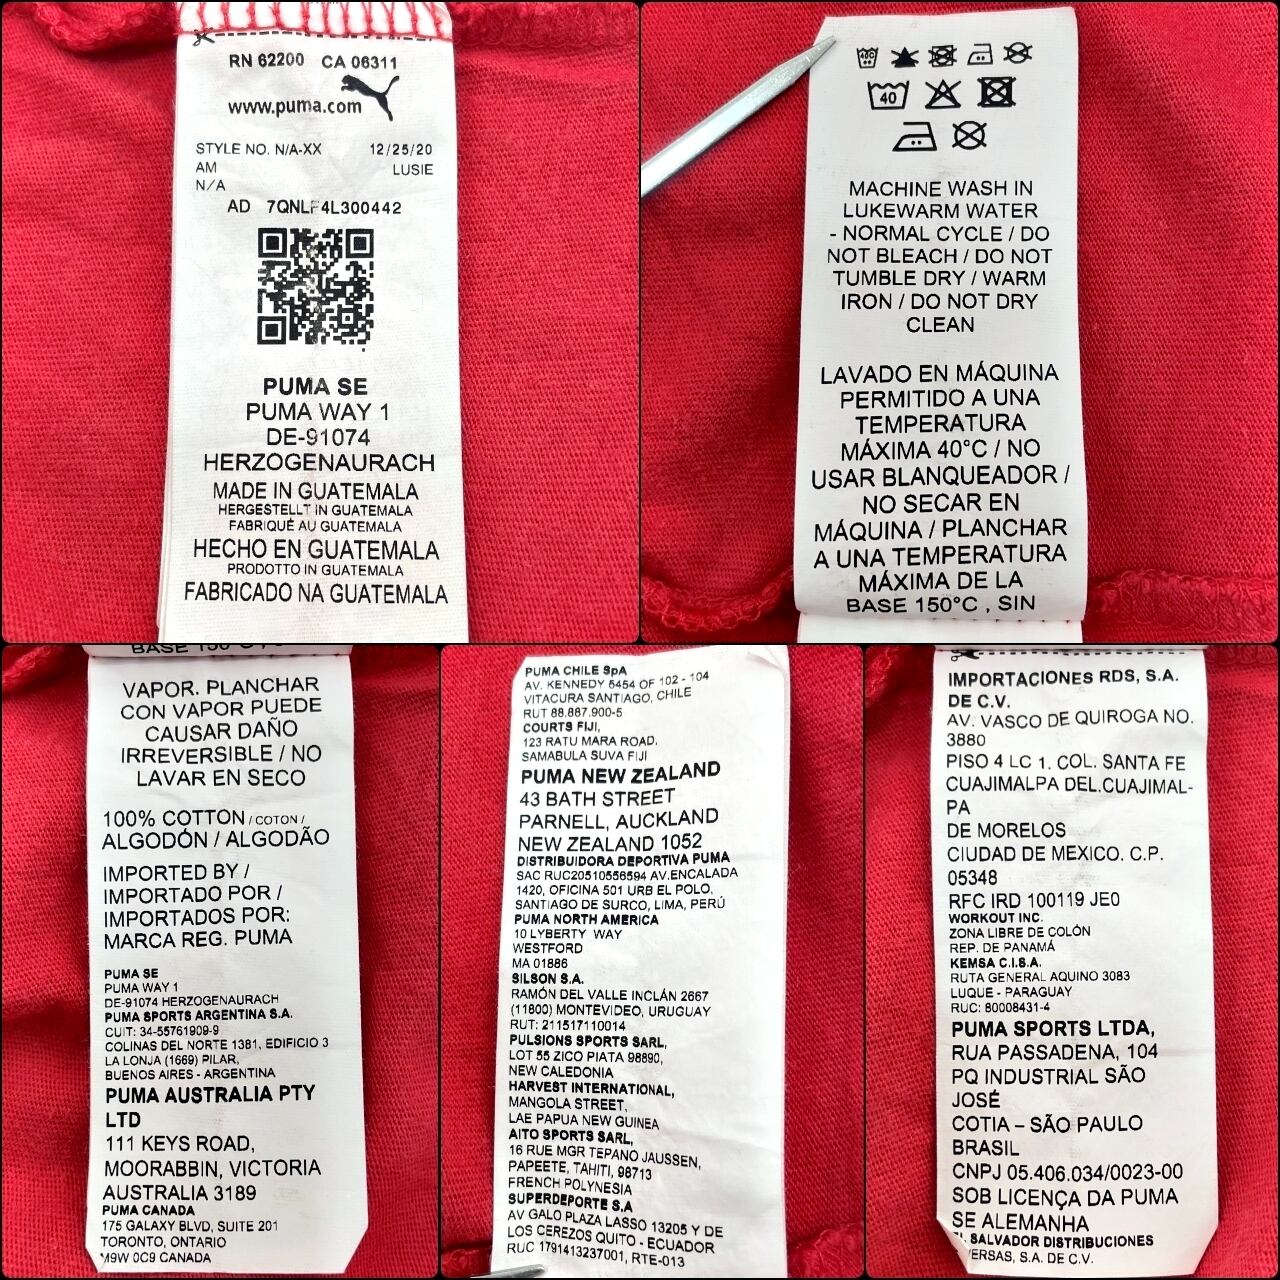 RN 62200 CA 06311
www.puma.com
STYLE NO. N/A-XX 12/25/20
AM LUSIE
N/A
AD 7QNLF4L300442
PUMA SE
PUMA WAY 1
DE-91074
HERZOGENAURACH
MADE IN GUATEMALA
HERGESTELLT IN GUATEMALA
FABRIQUÉ AU GUATEMALA
HECHO EN GUATEMALA
PRODOTTO IN GUATEMALA
FABRICADO NA GUATEMALA
40C
40
MACHINE WASH IN
LUKEWARM WATER
- NORMAL CYCLE / DO
NOT BLEACH / DO NOT
TUMBLE DRY / WARM
IRON / DO NOT DRY
CLEAN
LAVADO EN MÁQUINA
PERMITIDO A UNA
TEMPERATURA
MÁXIMA 40°C / NO
USAR BLANQUEADOR /
NO SECAR EN
MÁQUINA / PLANCHAR
A UNA TEMPERATURA
MÁXIMA DE LA
BASE 150°C , SIN
VAPOR. PLANCHAR
CON VAPOR PUEDE
CAUSAR DAÑO
IRREVERSIBLE / NO
LAVAR EN SECO
100% COTTON / COTON /
ALGODÓN / ALGODÃO
IMPORTED BY /
IMPORTADO POR /
IMPORTADOS POR:
MARCA REG. PUMA
PUMA SE
PUMA WAY 1
DE-91074 HERZOGENAURACH
PUMA SPORTS ARGENTINA S.A.
CUIT: 34-55761909-9
COLINAS DEL NORTE 1381, EDIFICIO 3
LA LONJA (1669) PILAR,
BUENOS AIRES - ARGENTINA
PUMA AUSTRALIA PTY
LTD
111 KEYS ROAD,
MOORABBIN, VICTORIA
AUSTRALIA 3189
PUMA CANADA
175 GALAXY BLVD, SUITE 201
TORONTO, ONTARIO
M9W 0C9 CANADA
PUMA CHILE SpA
AV. KENNEDY 5454 OF 102 - 104
VITACURA SANTIAGO, CHILE
RUT 88.887.900-5
COURTS FIJI,
123 RATU MARA ROAD,
SAMABULA SUVA FIJI
PUMA NEW ZEALAND
43 BATH STREET
PARNELL, AUCKLAND
NEW ZEALAND 1052
DISTRIBUIDORA DEPORTIVA PUMA
SAC RUC20510556594 AV.ENCALADA
1420, OFICINA 501 URB EL POLO,
SANTIAGO DE SURCO, LIMA, PERÚ
PUMA NORTH AMERICA
10 LYBERTY WAY
WESTFORD
MA 01886
SILSON S.A.
RAMÓN DEL VALLE INCLÁN 2667
(11800) MONTEVIDEO, URUGUAY
RUT: 211517110014
PULSIONS SPORTS SARL,
LOT 55 ZICO PIATA 98890,
NEW CALEDONIA
HARVEST INTERNATIONAL,
MANGOLA STREET,
LAE PAPUA NEW GUINEA
AITO SPORTS SARL,
16 RUE MGR TEPANO JAUSSEN,
PAPEETE, TAHITI, 98713
FRENCH POLYNESIA
SUPERDEPORTE S.A
AV GALO PLAZA LASSO 13205 Y DE
LOS CEREZOS QUITO - ECUADOR
RUC 1791413237001, RTE-013
IMPORTACIONES RDS, S.A.
DE C.V.
AV. VASCO DE QUIROGA NO.
3880
PISO 4 LC 1. COL. SANTA FE
CUAJIMALPA DEL.CUAJIMAL-
PA
DE MORELOS
CIUDAD DE MEXICO. C.P.
05348
RFC IRD 100119 JE0
WORKOUT INC.
ZONA LIBRE DE COLÓN
REP. DE PANAMÁ
KEMSA C.I.S.A.
RUTA GENERAL AQUINO 3083
LUQUE - PARAGUAY
RUC: 80008431-4
PUMA SPORTS LTDA,
RUA PASSADENA, 104
PQ INDUSTRIAL SÃO
JOSÉ
COTIA – SÃO PAULO
BRASIL
CNPJ 05.406.034/0023-00
SOB LICENÇA DA PUMA
SE ALEMANHA
EL SALVADOR DISTRIBUCIONES
VERSAS, S.A. DE C.V.